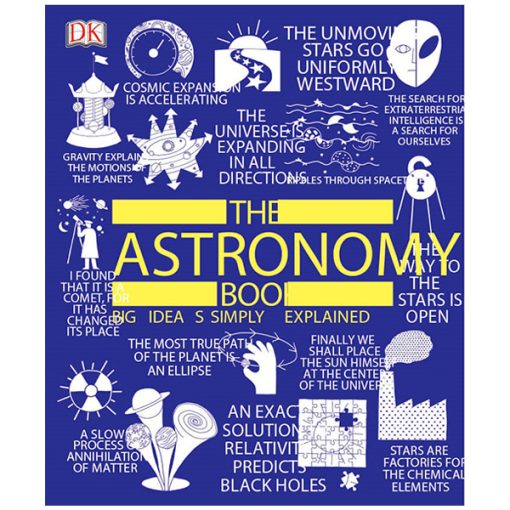 DK
THE UNMOVI
STARS GO
UNIFORMLY
WESTWARD
COSMIC EXPANSION
IS ACCELERATING
THE SEARCH FOR
EXTRATERRESTRIA
INTELLIGENCE IS
A SEARCH FOR
OURSELVES
THE
UNIVERSE IS
EXPANDING
IN ALL
DIRECTIONS
GRAVITY EXPLAIN
THE MOTIONS OF
THE PLANETS
RIPPLES THROUGH SPACET
THE
ASTRONOMY
BOO
BIG IDEA S SIMPLY EXPLAINED
THE
WAY TO
THE
STARS IS
OPEN
I FOUND
THAT IT IS A
COMET, FOR
IT HAS
CHANGED
ITS PLACE
THE MOST TRUE PATH
OF THE PLANET IS
AN ELLIPSE
FINALLY WE
SHALL PLACE
THE SUN HIMSE
AT THE CENTER
OF THE UNIVER
A SLOW
PROCESS O
ANNIHILATION
OF MATTER
AN EXAC
SOLUTION
RELATIVIT
PREDICTS
BLACK HOLES
STARS ARE
FACTORIES FOR
THE CHEMICAL
ELEMENTS